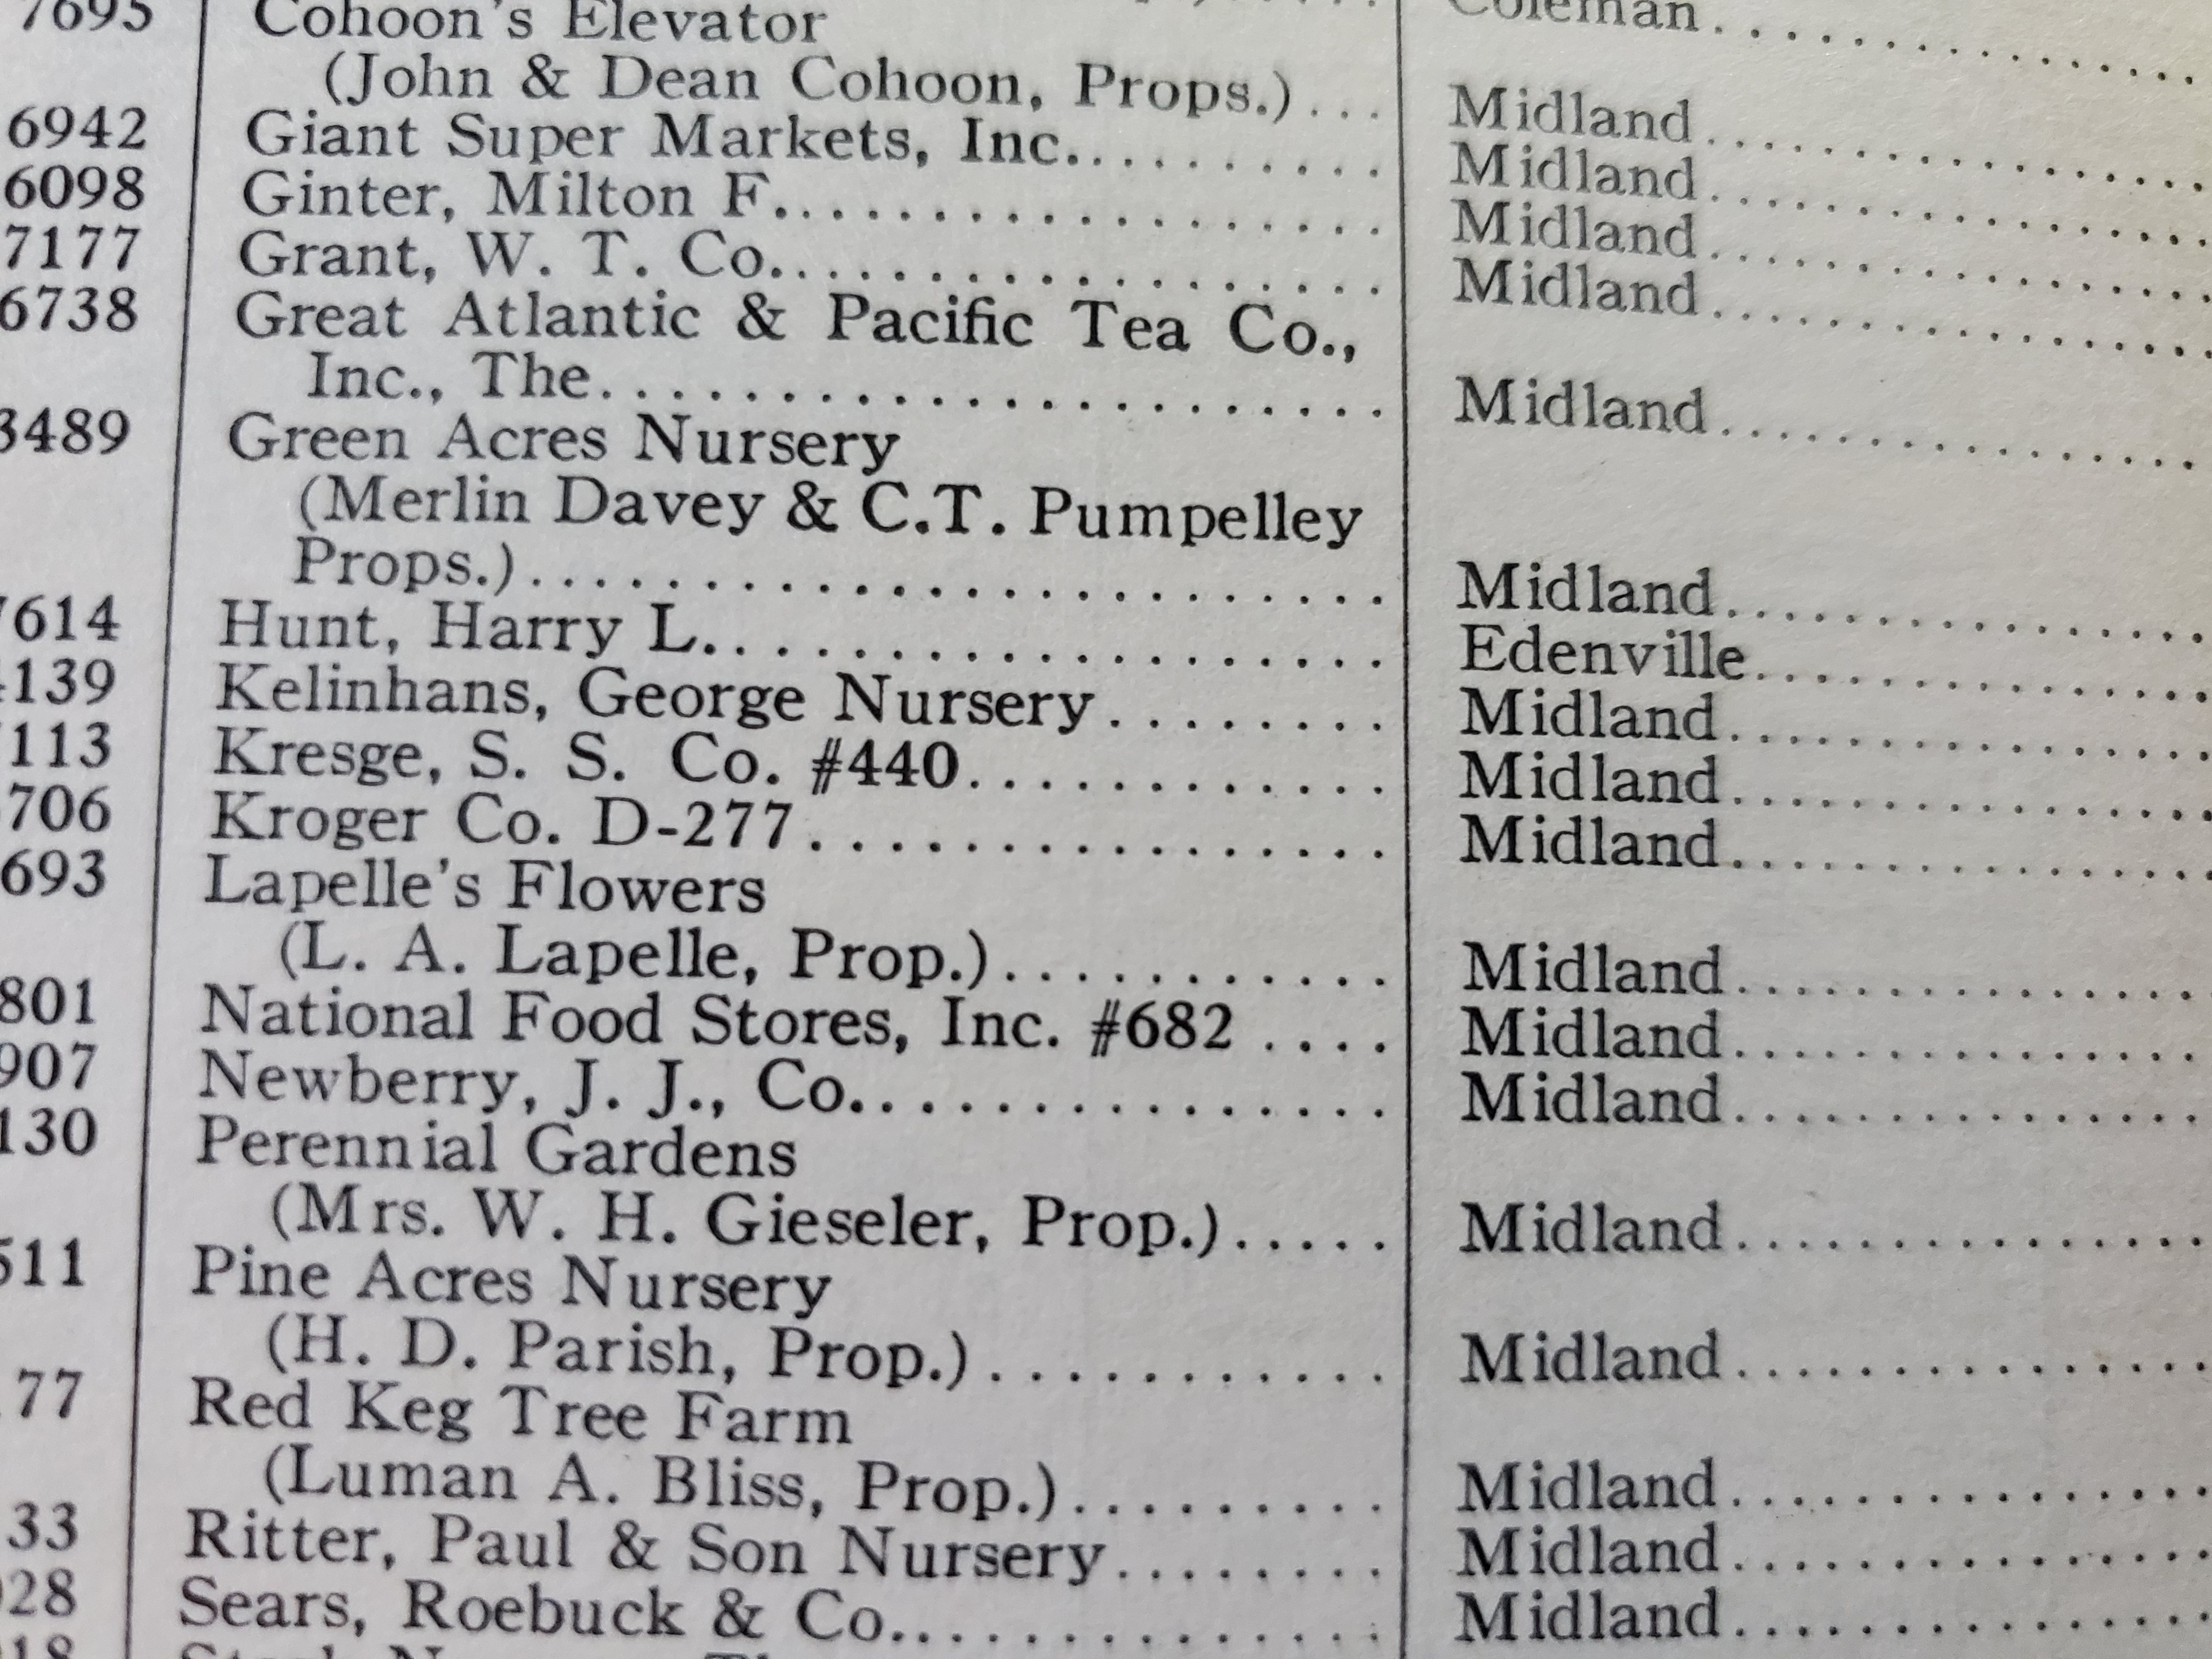 Coleman
7695 Cohoon's Elevator
(John & Dean Cohoon, Props.)... Midland..........
6942 Giant Super Markets, Inc.......... Midland..........
6098 Ginter, Milton F.................... Midland..........
7177 Grant, W. T. Co.................... Midland..........
6738 Great Atlantic & Pacific Tea Co.,
Inc., The...................... Midland..........
3489 Green Acres Nursery
(Merlin Davey & C.T. Pumpelley
Props.)........................ Midland..........
614 Hunt, Harry L...................... Edenville..........
139 Kelinhans, George Nursery......... Midland..........
113 Kresge, S. S. Co. #440............. Midland..........
706 Kroger Co. D-277.................. Midland..........
693 Lapelle's Flowers
(L. A. Lapelle, Prop.)............ Midland..........
801 National Food Stores, Inc. #682 .... Midland..........
907 Newberry, J. J., Co................. Midland..........
130 Perennial Gardens
(Mrs. W. H. Gieseler, Prop.)..... Midland..........
511 Pine Acres Nursery
(H. D. Parish, Prop.)............ Midland..........
77 Red Keg Tree Farm
(Luman A. Bliss, Prop.).......... Midland..........
33 Ritter, Paul & Son Nursery......... Midland..........
28 Sears, Roebuck & Co............... Midland..........